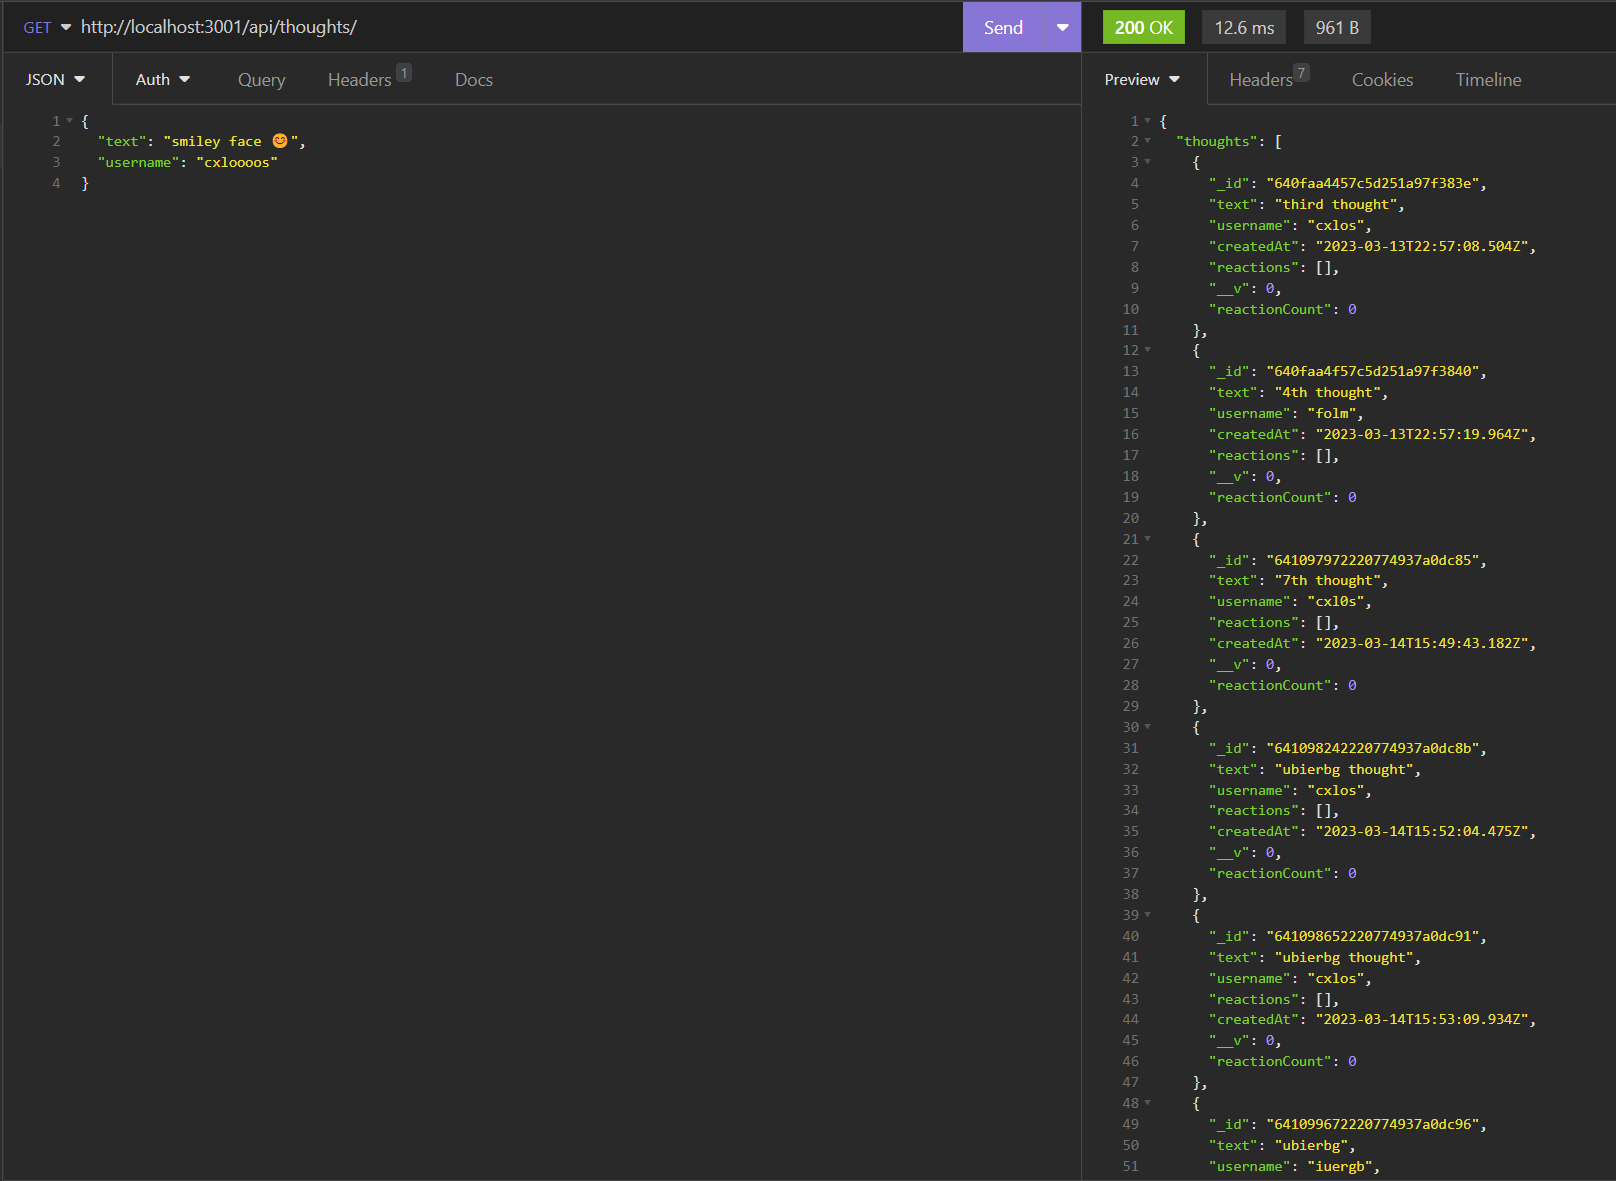 GET http://localhost:3001/api/thoughts/ Send 200 OK 12.6 ms 961 B
JSON Auth Query Headers 1 Docs
1 {
2 "text": "smiley face 😊",
3 "username": "cxloooos"
4 }
Preview Headers 7 Cookies Timeline
1 {
2 "thoughts": [
3 {
4 "_id": "640faa4457c5d251a97f383e",
5 "text": "third thought",
6 "username": "cxlos",
7 "createdAt": "2023-03-13T22:57:08.504Z",
8 "reactions": [],
9 "__v": 0,
10 "reactionCount": 0
11 },
12 {
13 "_id": "640faa4f57c5d251a97f3840",
14 "text": "4th thought",
15 "username": "folm",
16 "createdAt": "2023-03-13T22:57:19.964Z",
17 "reactions": [],
18 "__v": 0,
19 "reactionCount": 0
20 },
21 {
22 "_id": "641097972220774937a0dc85",
23 "text": "7th thought",
24 "username": "cxl0s",
25 "reactions": [],
26 "createdAt": "2023-03-14T15:49:43.182Z",
27 "__v": 0,
28 "reactionCount": 0
29 },
30 {
31 "_id": "641098242220774937a0dc8b",
32 "text": "ubierbg thought",
33 "username": "cxlos",
34 "reactions": [],
35 "createdAt": "2023-03-14T15:52:04.475Z",
36 "__v": 0,
37 "reactionCount": 0
38 },
39 {
40 "_id": "641098652220774937a0dc91",
41 "text": "ubierbg thought",
42 "username": "cxlos",
43 "reactions": [],
44 "createdAt": "2023-03-14T15:53:09.934Z",
45 "__v": 0,
46 "reactionCount": 0
47 },
48 {
49 "_id": "641099672220774937a0dc96",
50 "text": "ubierbg",
51 "username": "iuergb",